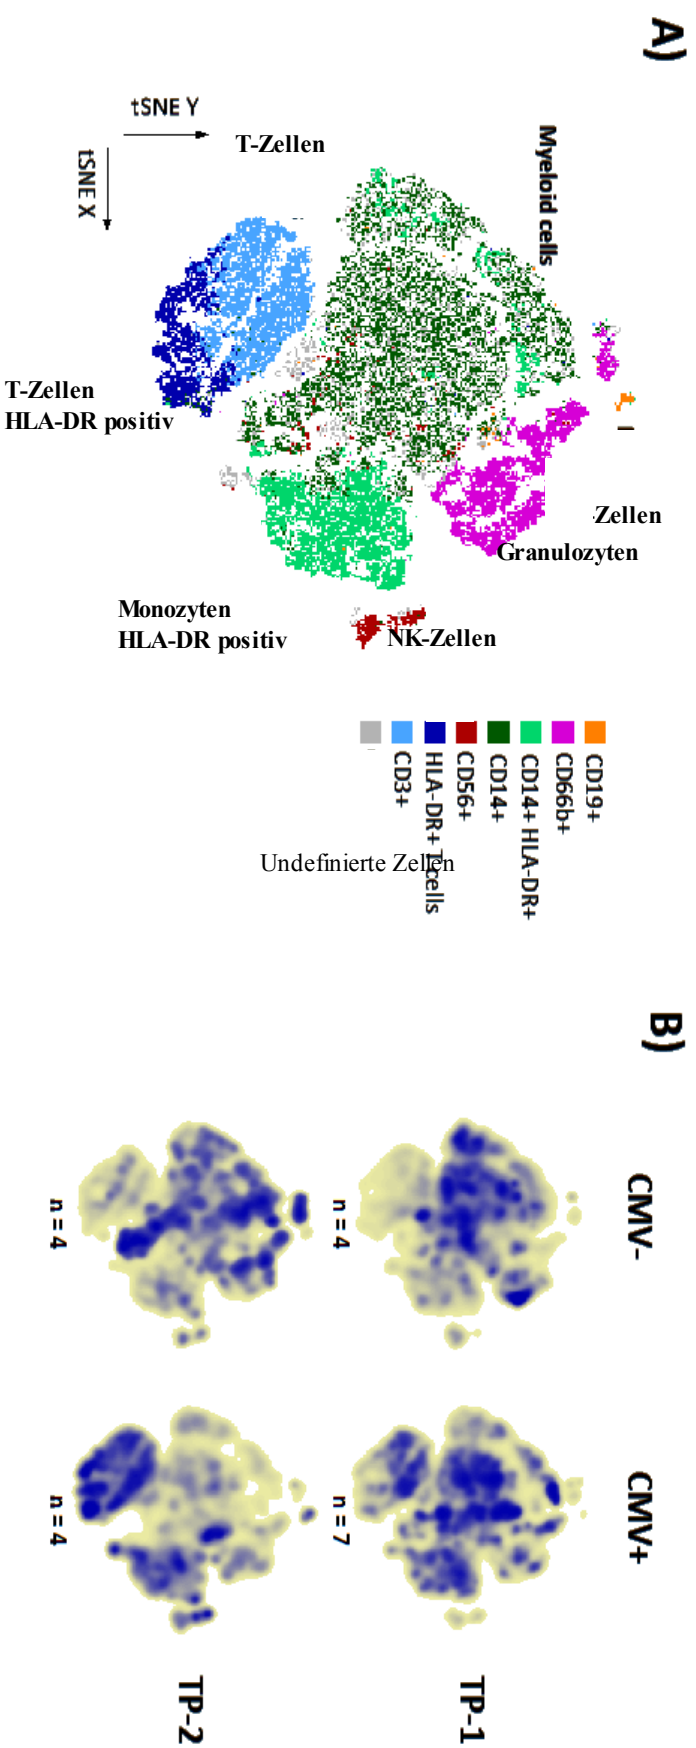 A)
tSNE Y
tSNE X
T-Zellen
Myeloid cells
T-Zellen
HLA-DR positiv
-Zellen
Granulozyten
Monozyten
HLA-DR positiv
NK-Zellen
CD3+
HLA-DR+ T cells
CD56+
CD14+
CD14+ HLA-DR+
CD66b+
CD19+
Undefinierte Zellen
B)
CMV-
CMV+
n = 4
n = 7
TP-1
n = 4
n = 4
TP-2